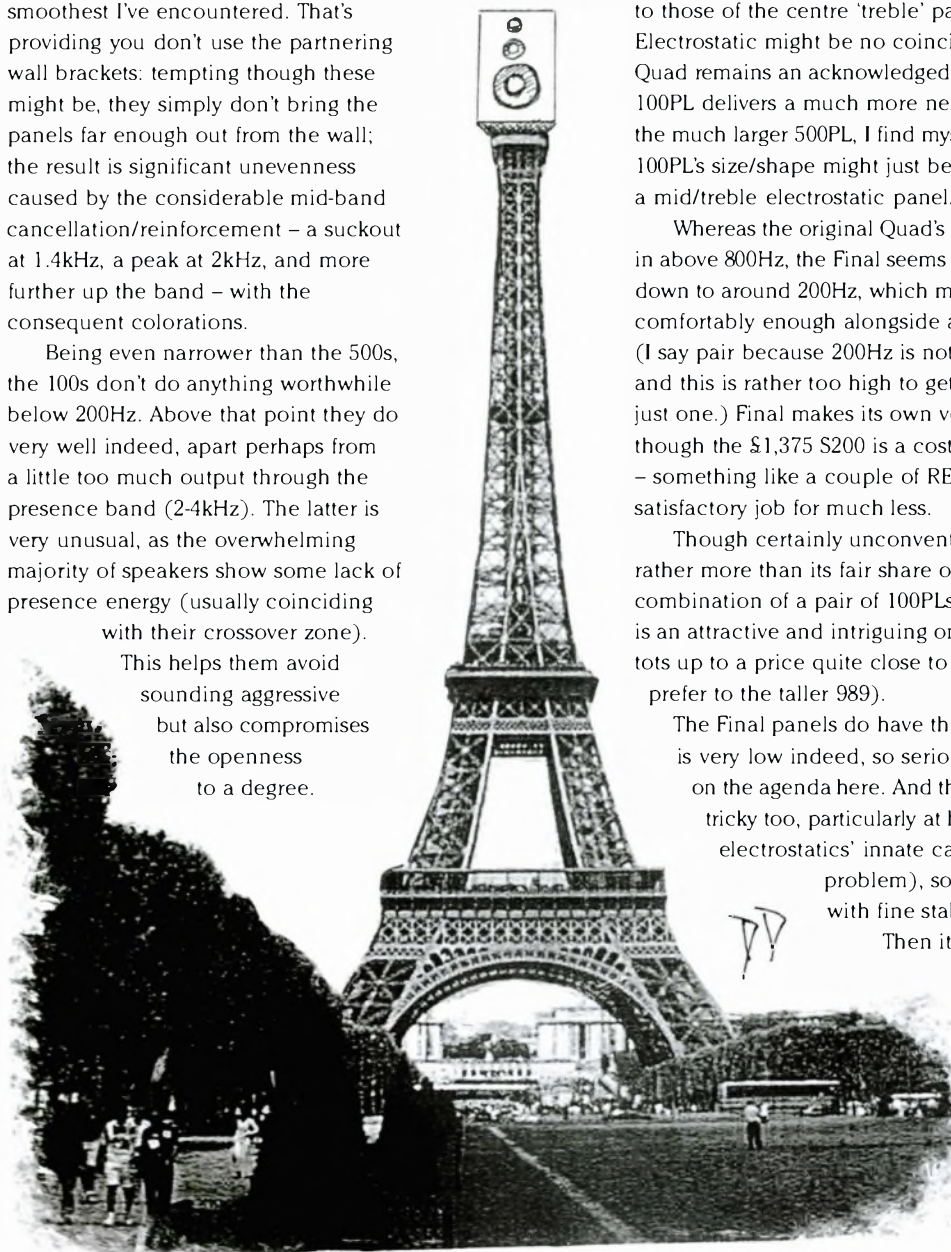 smoothest I've encountered. That's
providing you don't use the partnering
wall brackets: tempting though these
might be, they simply don't bring the
panels far enough out from the wall;
the result is significant unevenness
caused by the considerable mid-band
cancellation/reinforcement – a suckout
at 1.4kHz, a peak at 2kHz, and more
further up the band – with the
consequent colorations.
Being even narrower than the 500s,
the 100s don't do anything worthwhile
below 200Hz. Above that point they do
very well indeed, apart perhaps from
a little too much output through the
presence band (2-4kHz). The latter is
very unusual, as the overwhelming
majority of speakers show some lack of
presence energy (usually coinciding
with their crossover zone).
This helps them avoid
sounding aggressive
but also compromises
the openness
to a degree.
to those of the centre ‘treble’ pa
Electrostatic might be no coinci
Quad remains an acknowledged
100PL delivers a much more ne
the much larger 500PL, I find my
100PL's size/shape might just be
a mid/treble electrostatic panel.
Whereas the original Quad's
in above 800Hz, the Final seems
down to around 200Hz, which m
comfortably enough alongside a
(I say pair because 200Hz is not
and this is rather too high to get
just one.) Final makes its own v
though the £1,375 S200 is a cost
– something like a couple of RE
satisfactory job for much less.
Though certainly unconvent
rather more than its fair share o
combination of a pair of 100PLs
is an attractive and intriguing or
tots up to a price quite close to
prefer to the taller 989).
The Final panels do have th
is very low indeed, so serio
on the agenda here. And th
tricky too, particularly at
electrostatics' innate ca
problem), so
with fine sta
Then it